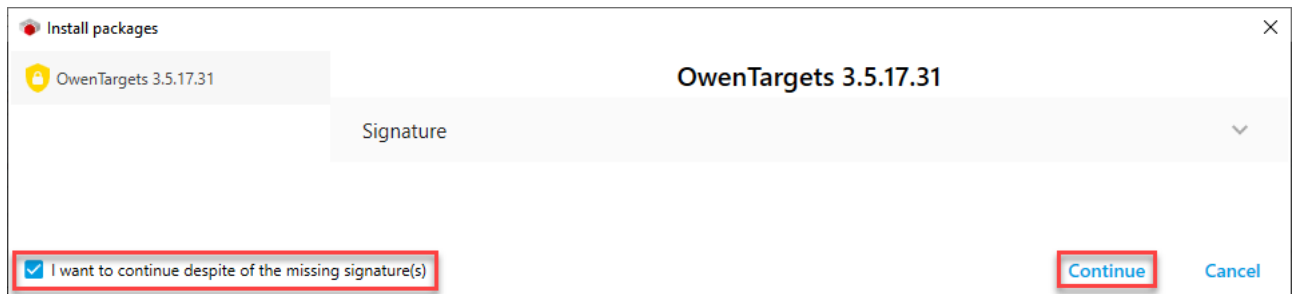 Install packages
OwenTargets 3.5.17.31
OwenTargets 3.5.17.31
Signature
I want to continue despite of the missing signature(s)
Continue
Cancel